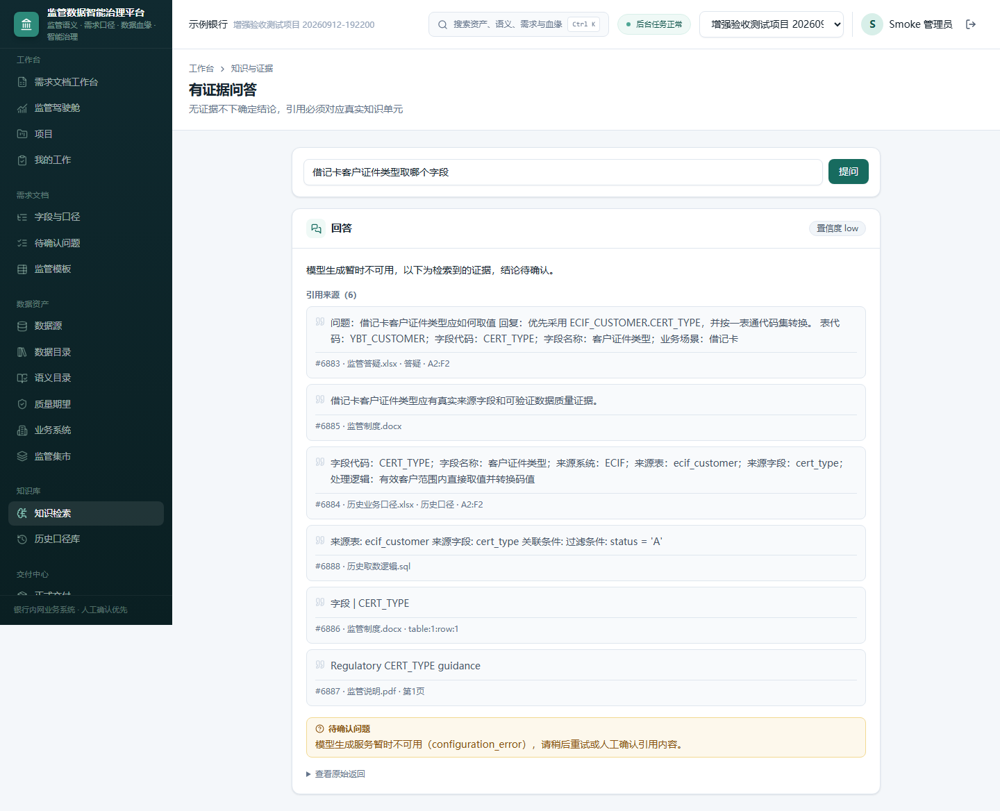 监管数据智能治理平台
监管语义 · 需求口径 · 数据血缘 ·
智能治理
工作台
需求文档工作台
监管驾驶舱
项目
我的工作
需求文档
字段与口径
待确认问题
监管模板
数据资产
数据源
数据目录
语义目录
质量期望
业务系统
监管集市
知识库
知识检索
历史口径库
交付中心
正式交付
银行内网业务系统 · 人工确认优先
示例银行 增强验收测试项目 20260912-192200
搜索资产、语义、需求与血缘 Ctrl K
后台任务正常
增强验收测试项目 202609
S Smoke 管理员
工作台 > 知识与证据
有证据问答
无证据不下确定结论，引用必须对应真实知识单元
借记卡客户证件类型取哪个字段
提问
回答
置信度 low
模型生成暂时不可用，以下为检索到的证据，结论待确认。
引用来源（6）
问题：借记卡客户证件类型应如何取值 回复：优先采用 ECIF_CUSTOMER.CERT_TYPE，并按一表通代码集转换。 表代
码：YBT_CUSTOMER；字段代码：CERT_TYPE；字段名称：客户证件类型；业务场景：借记卡
#6883 · 监管答疑.xlsx · 答疑 · A2:F2
借记卡客户证件类型应有真实来源字段和可验证数据质量证据。
#6885 · 监管制度.docx
字段代码：CERT_TYPE；字段名称：客户证件类型；来源系统：ECIF；来源表：ecif_customer；来源字段：cert_type；
处理逻辑：有效客户范围内直接取值并转换码值
#6884 · 历史业务口径.xlsx · 历史口径 · A2:F2
来源表: ecif_customer 来源字段: cert_type 关联条件: 过滤条件: status = 'A'
#6888 · 历史取数逻辑.sql
字段 | CERT_TYPE
#6886 · 监管制度.docx · table:1:row:1
Regulatory CERT_TYPE guidance
#6887 · 监管说明.pdf · 第1页
待确认问题
模型生成服务暂时不可用（configuration_error），请稍后重试或人工确认引用内容。
查看原始返回